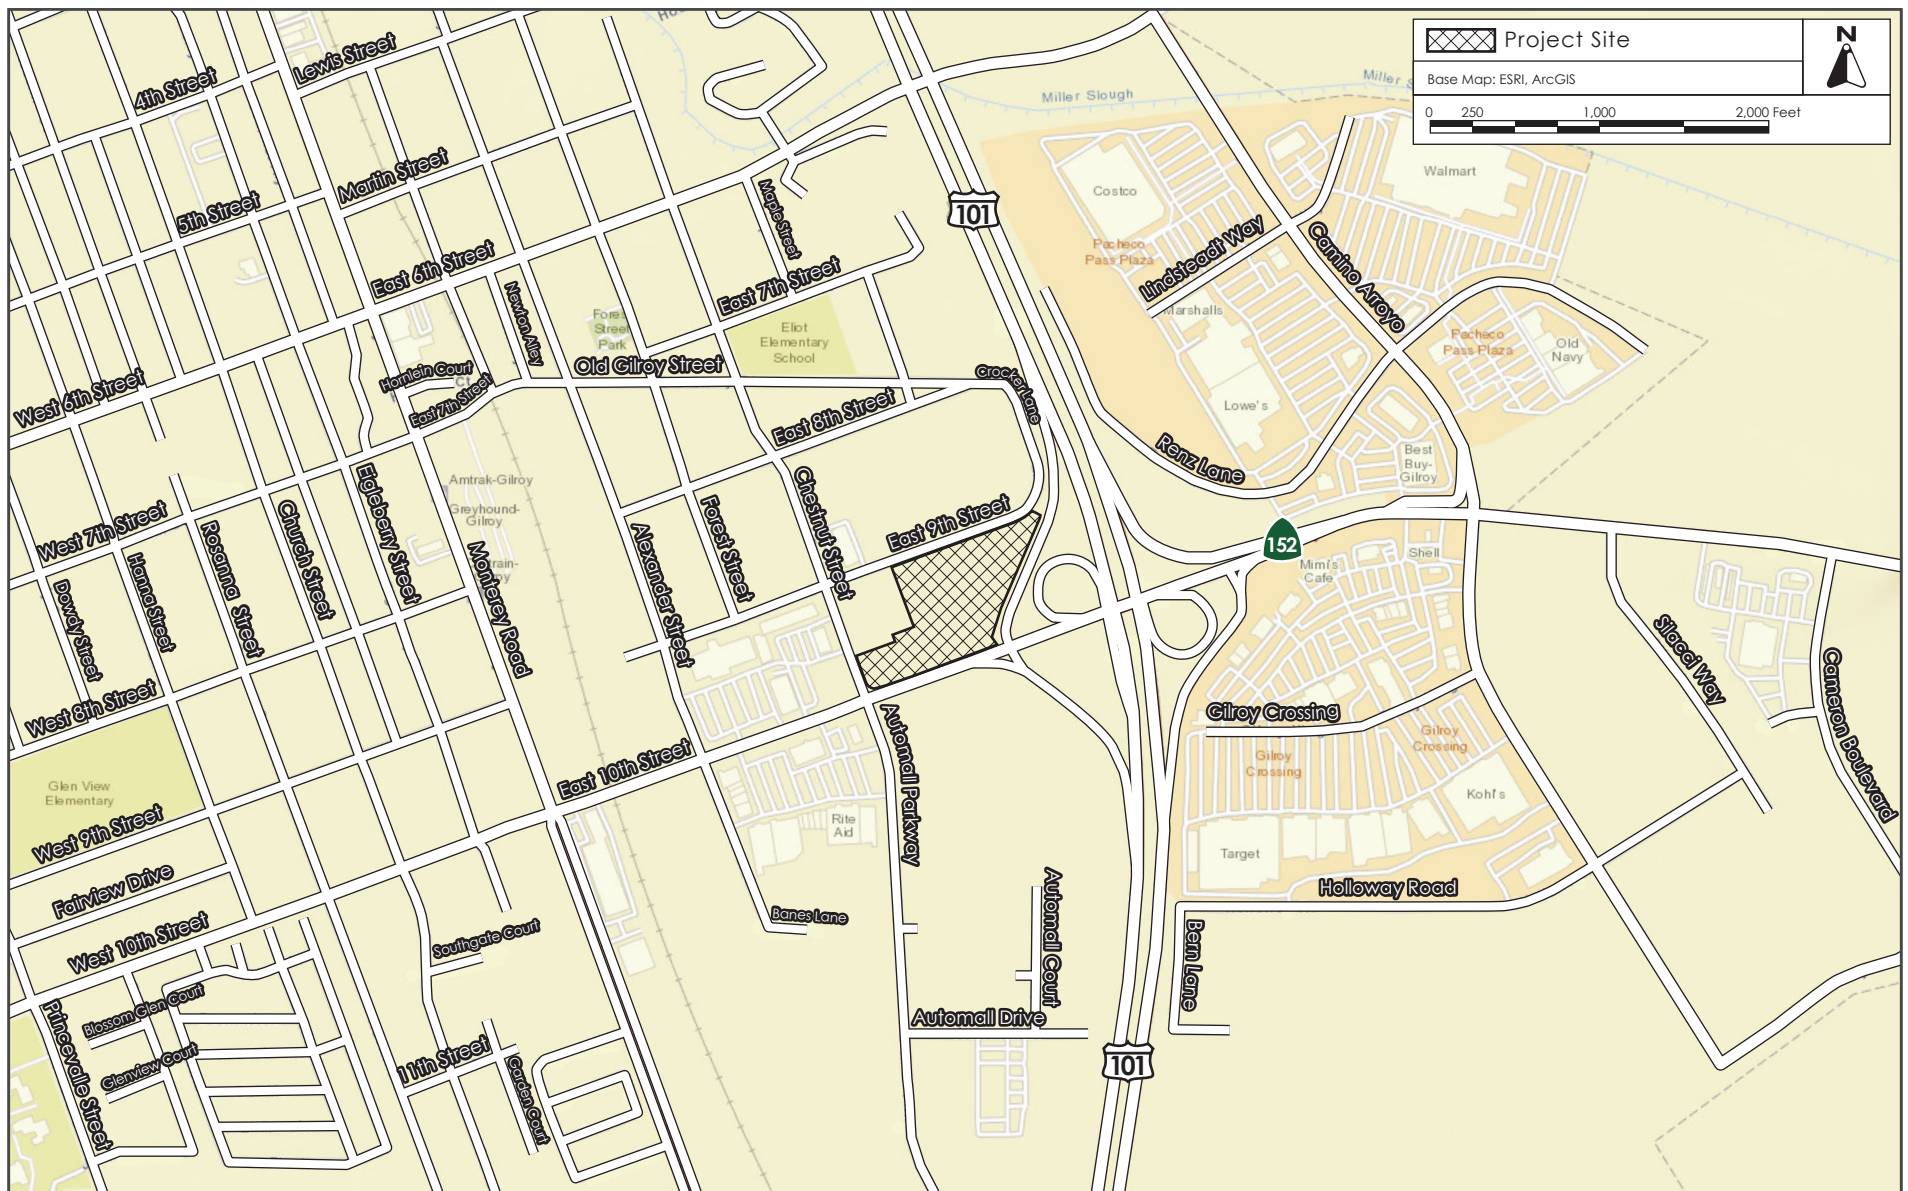 Project Site
N
Base Map: ESRI, ArcGIS
0 250 1,000 2,000 Feet
Lewis Street
4th Street
Miller Slough
Martin Street
5th Street
Walmart
Costco
101
Maple Street
Pacheco
Pass Plaza
Lindsteadt Way
Camino Arroyo
East 6th Street
East 7th Street
Newton Alley
Marshalls
Street
Park
Eliot
Elementary
School
Pacheco
Pass Plaza
Old
Navy
Old Gilroy Street
Hornlein Court
Crocker Lane
West 6th Street
East 7th Street
East 8th Street
Lowe's
Renz Lane
Best
Buy-
Gilroy
Amtrak-Gilroy
Greyhound-
Gilroy
West 7th Street
Rosanna Street
Church Street
Eigleberry Street
Monterey Road
Alexander Street
Forest Street
Chestnut Street
East 9th Street
152
Shell
Mimi's
Cafe
Dowdy Street
Hanna Street
Silacci Way
Cameron Boulevard
West 8th Street
Gilroy Crossing
Gilroy
Crossing
Gilroy
Crossing
East 10th Street
Automall Parkway
Glen View
Elementary
Kohl's
Rite
Aid
Target
West 9th Street
Fairview Drive
Holloway Road
Banes Lane
Automall Court
Bern Lane
West 10th Street
Southgate Court
Blossom Glen Court
Automall Drive
Princevalle Street
Glenview Court
11th Street
Garden Court
101